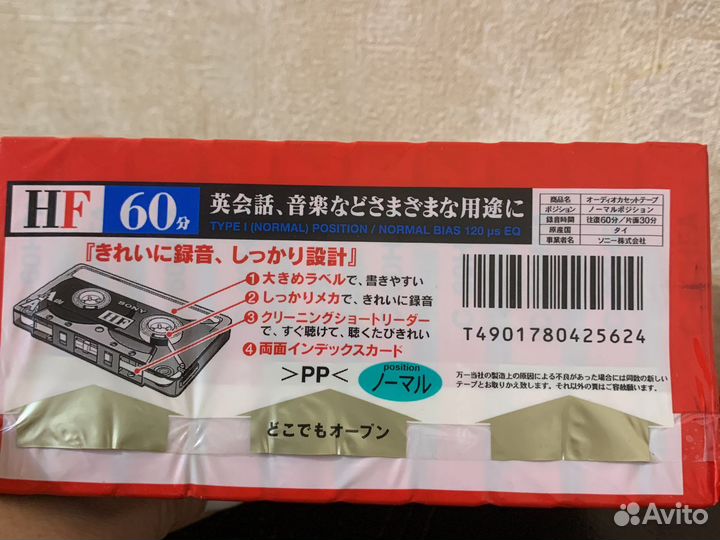 HF 60分 英会話、音楽などさまざまな用途に
TYPE I (NORMAL) POSITION / NORMAL BIAS 120 μs EQ
商品名 オーディオカセットテープ
ポジション ノーマルポジション
録音時間 往復60分/片面30分
原産国 タイ
事業者名 ソニー株式会社
『きれいに録音、しっかり設計』
①大きめラベルで、書きやすい
②しっかりメカで、きれいに録音
③クリーニングショートリーダー
で、すぐ聴けて、聴くたびきれい
④両面インデックスカード
SONY
HF
>PP<
position
ノーマル
T4901780425624
万一当社の製造上の原因による不良があった場合には同数の新しい
テープとお取りかえ致します。それ以外の責はご容赦願います。
どこでもオープン
Avito